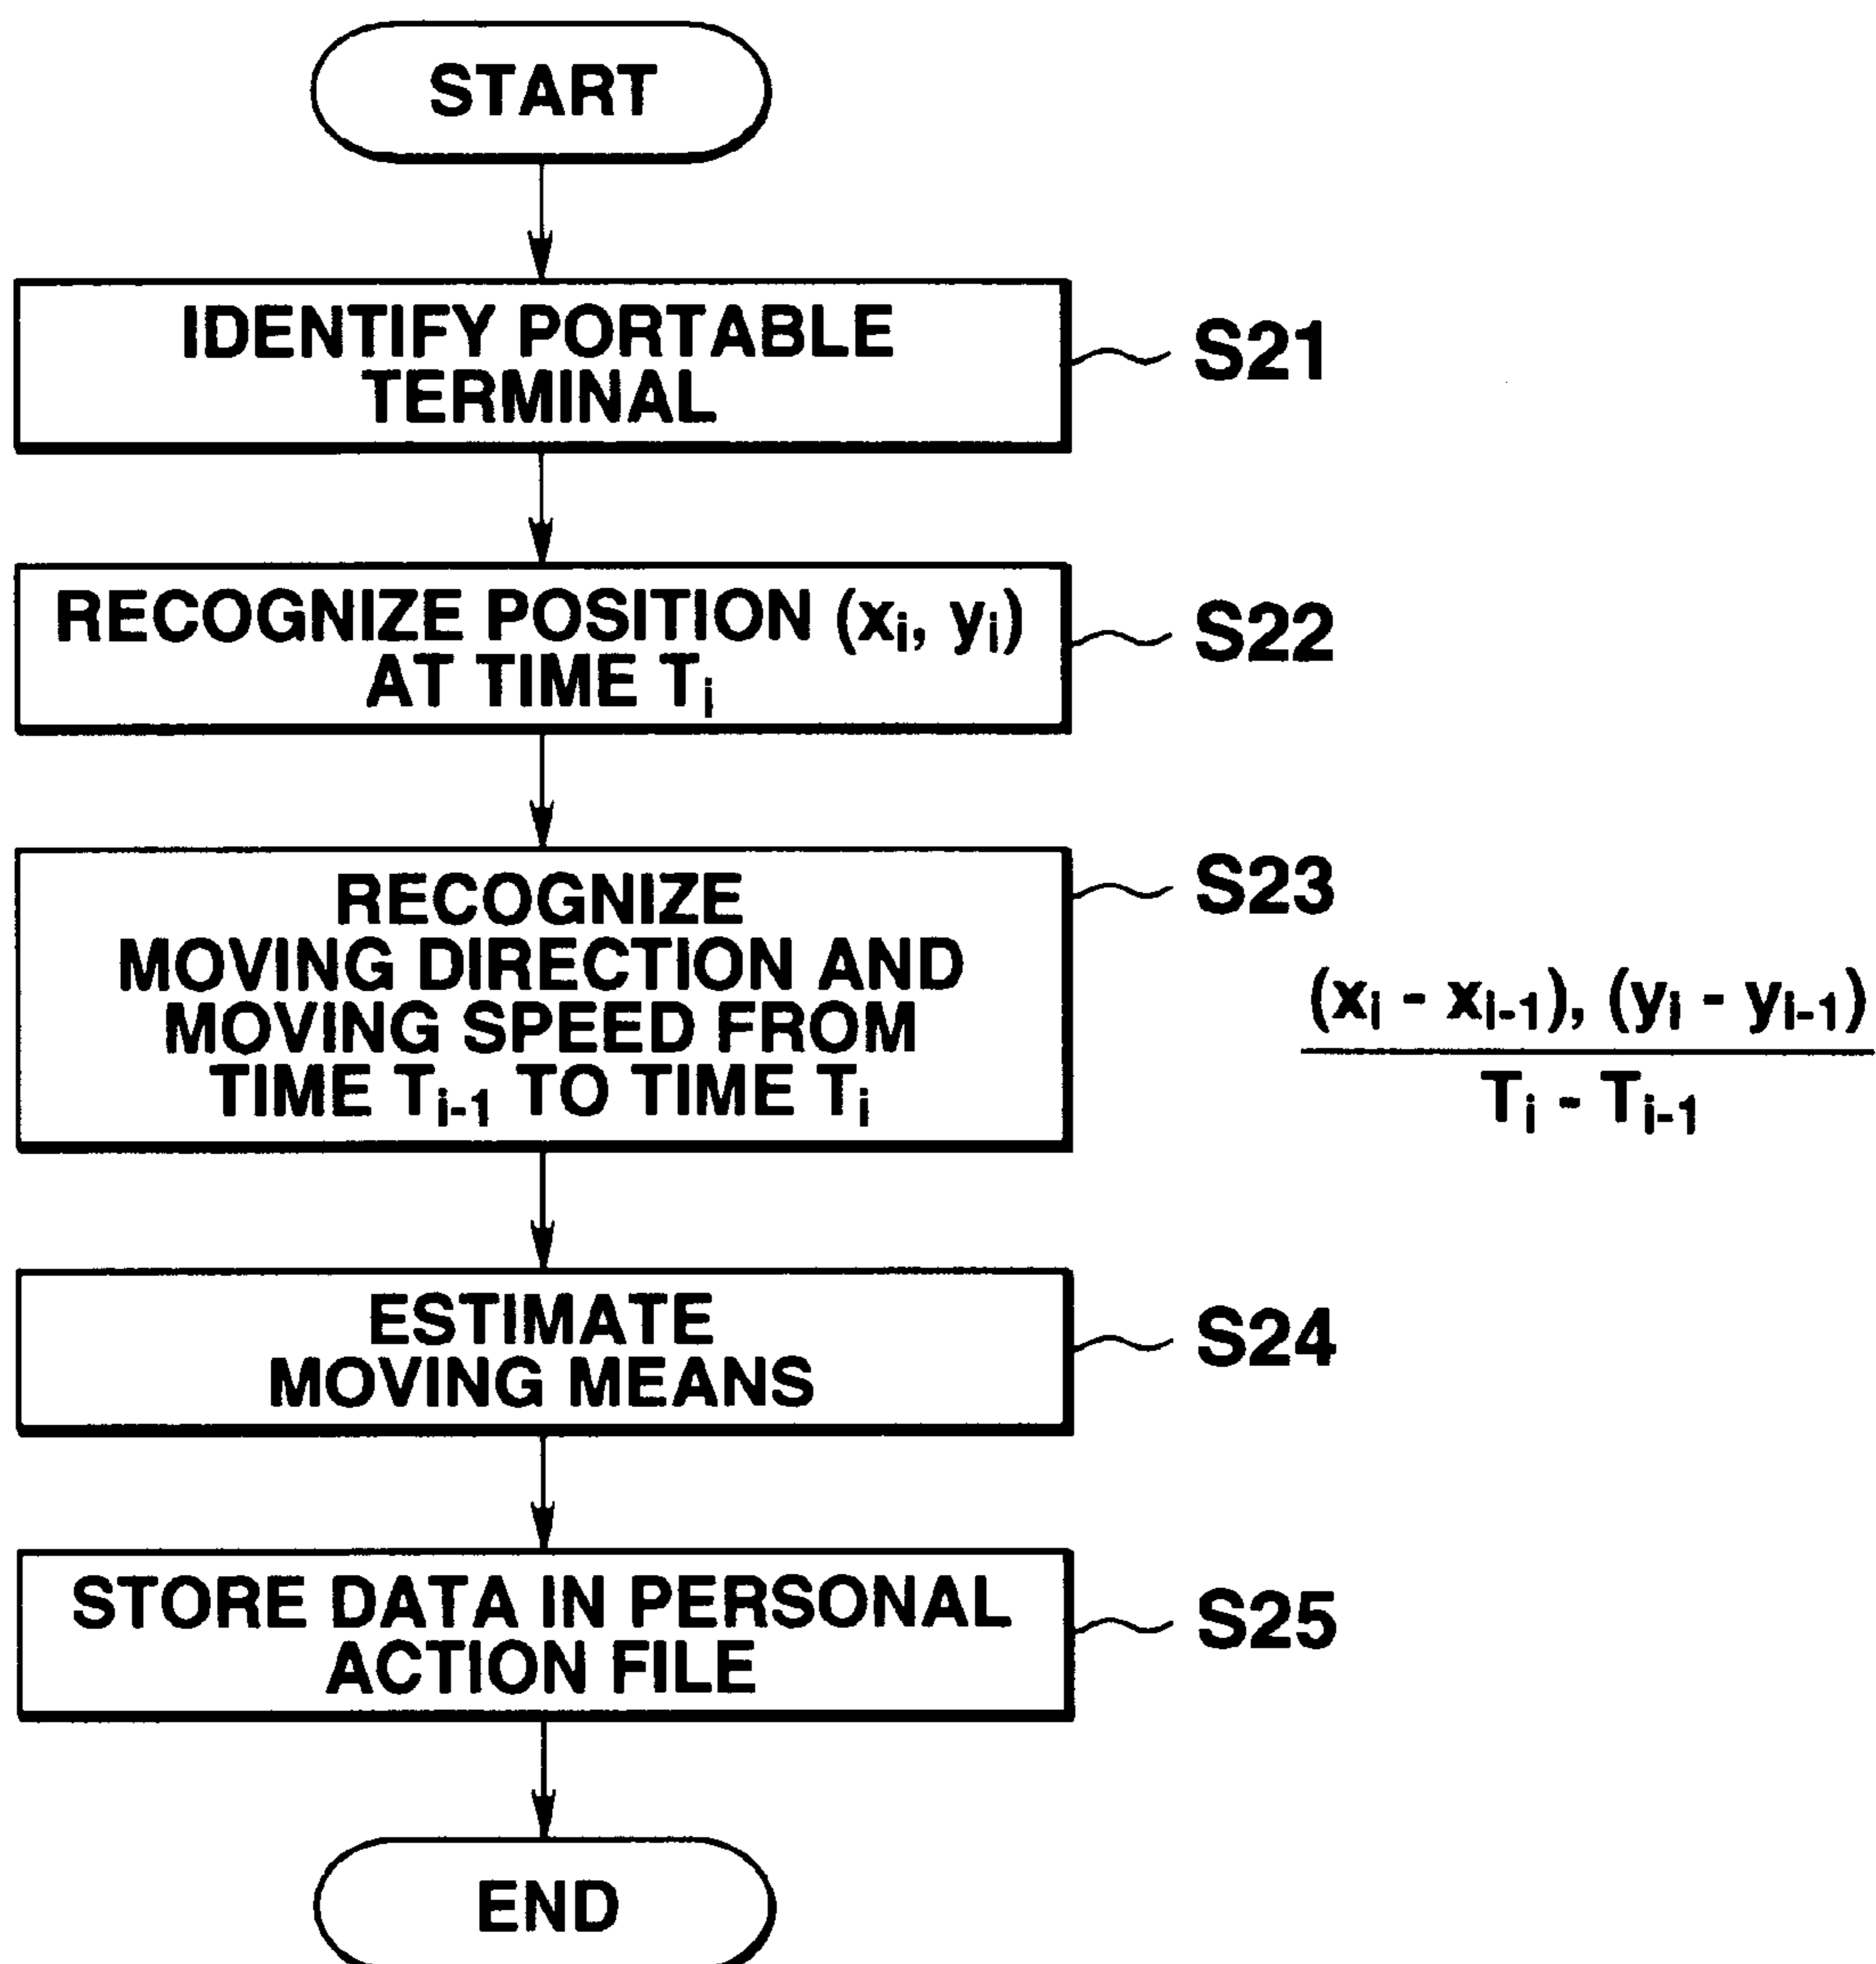 START
IDENTIFY PORTABLE
TERMINAL
S21
RECOGNIZE POSITION (xᵢ, yᵢ)
AT TIME Tᵢ
S22
RECOGNIZE
MOVING DIRECTION AND
MOVING SPEED FROM
TIME Tᵢ₋₁ TO TIME Tᵢ
S23
(xᵢ - xᵢ₋₁), (yᵢ - yᵢ₋₁)
Tᵢ - Tᵢ₋₁
ESTIMATE
MOVING MEANS
S24
STORE DATA IN PERSONAL
ACTION FILE
S25
END